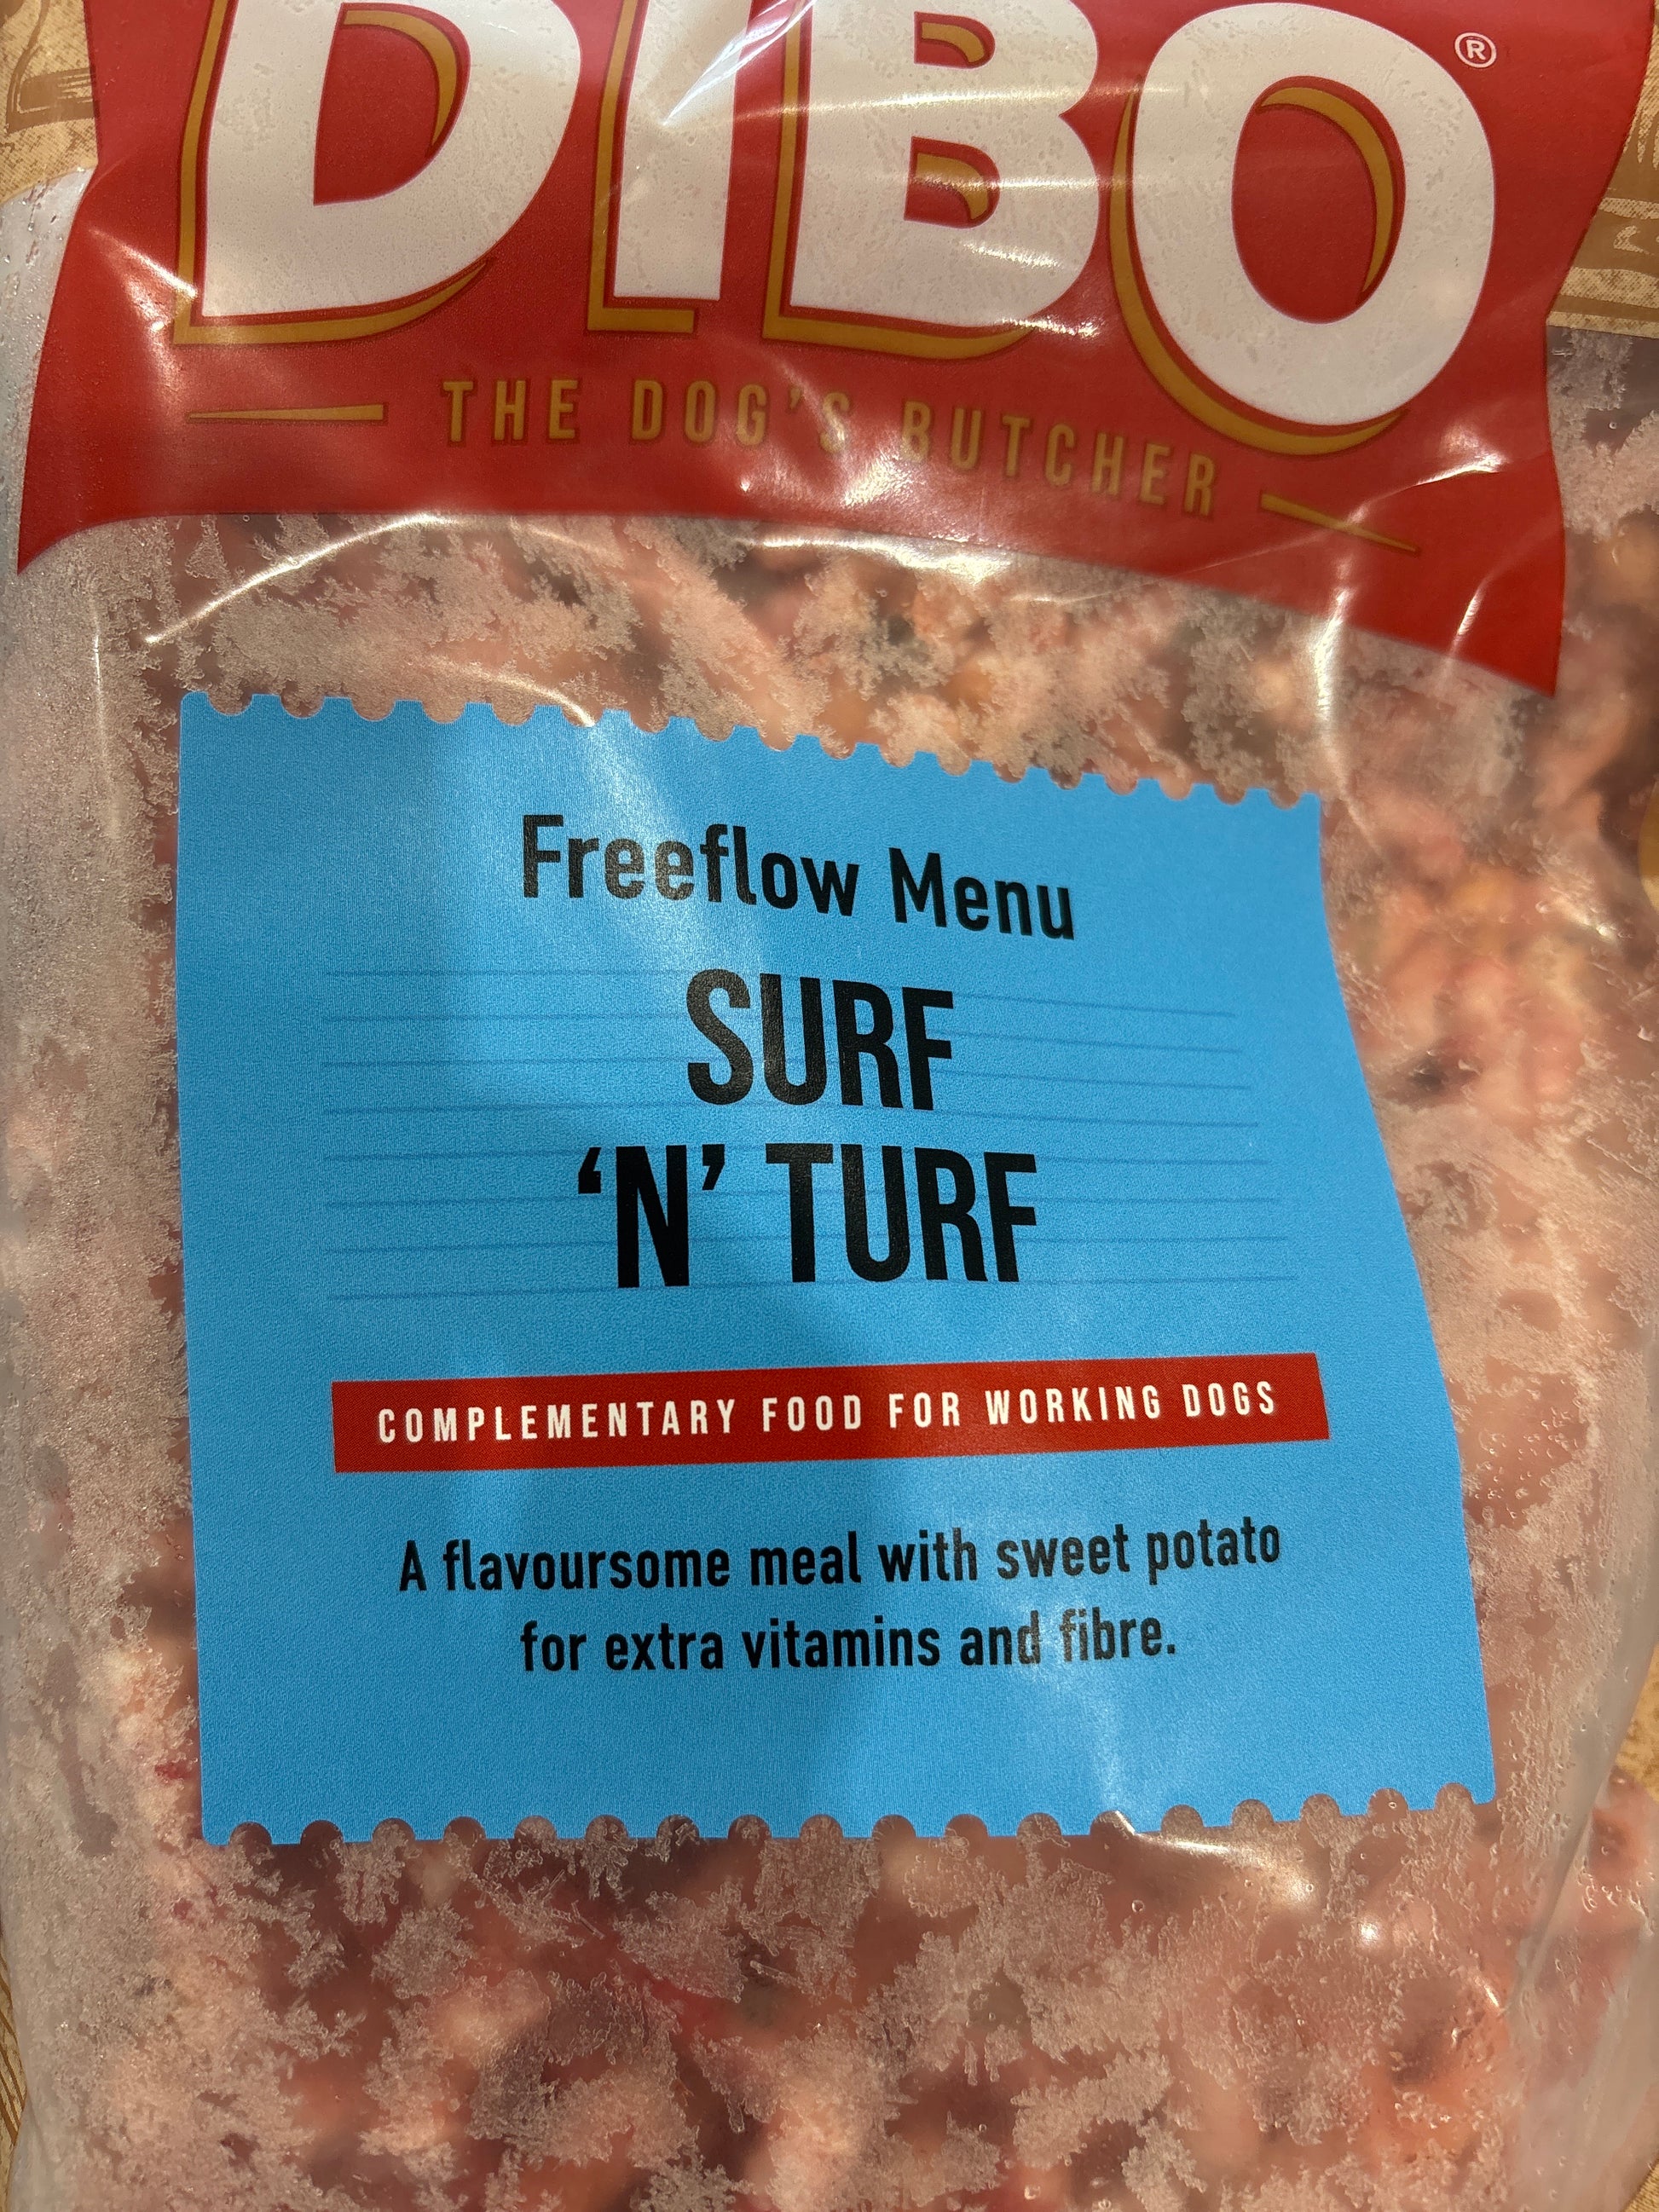 DIBO®
THE DOG'S BUTCHER
Freeflow Menu
SURF
‘N’ TURF
COMPLEMENTARY FOOD FOR WORKING DOGS
A flavoursome meal with sweet potato
for extra vitamins and fibre.